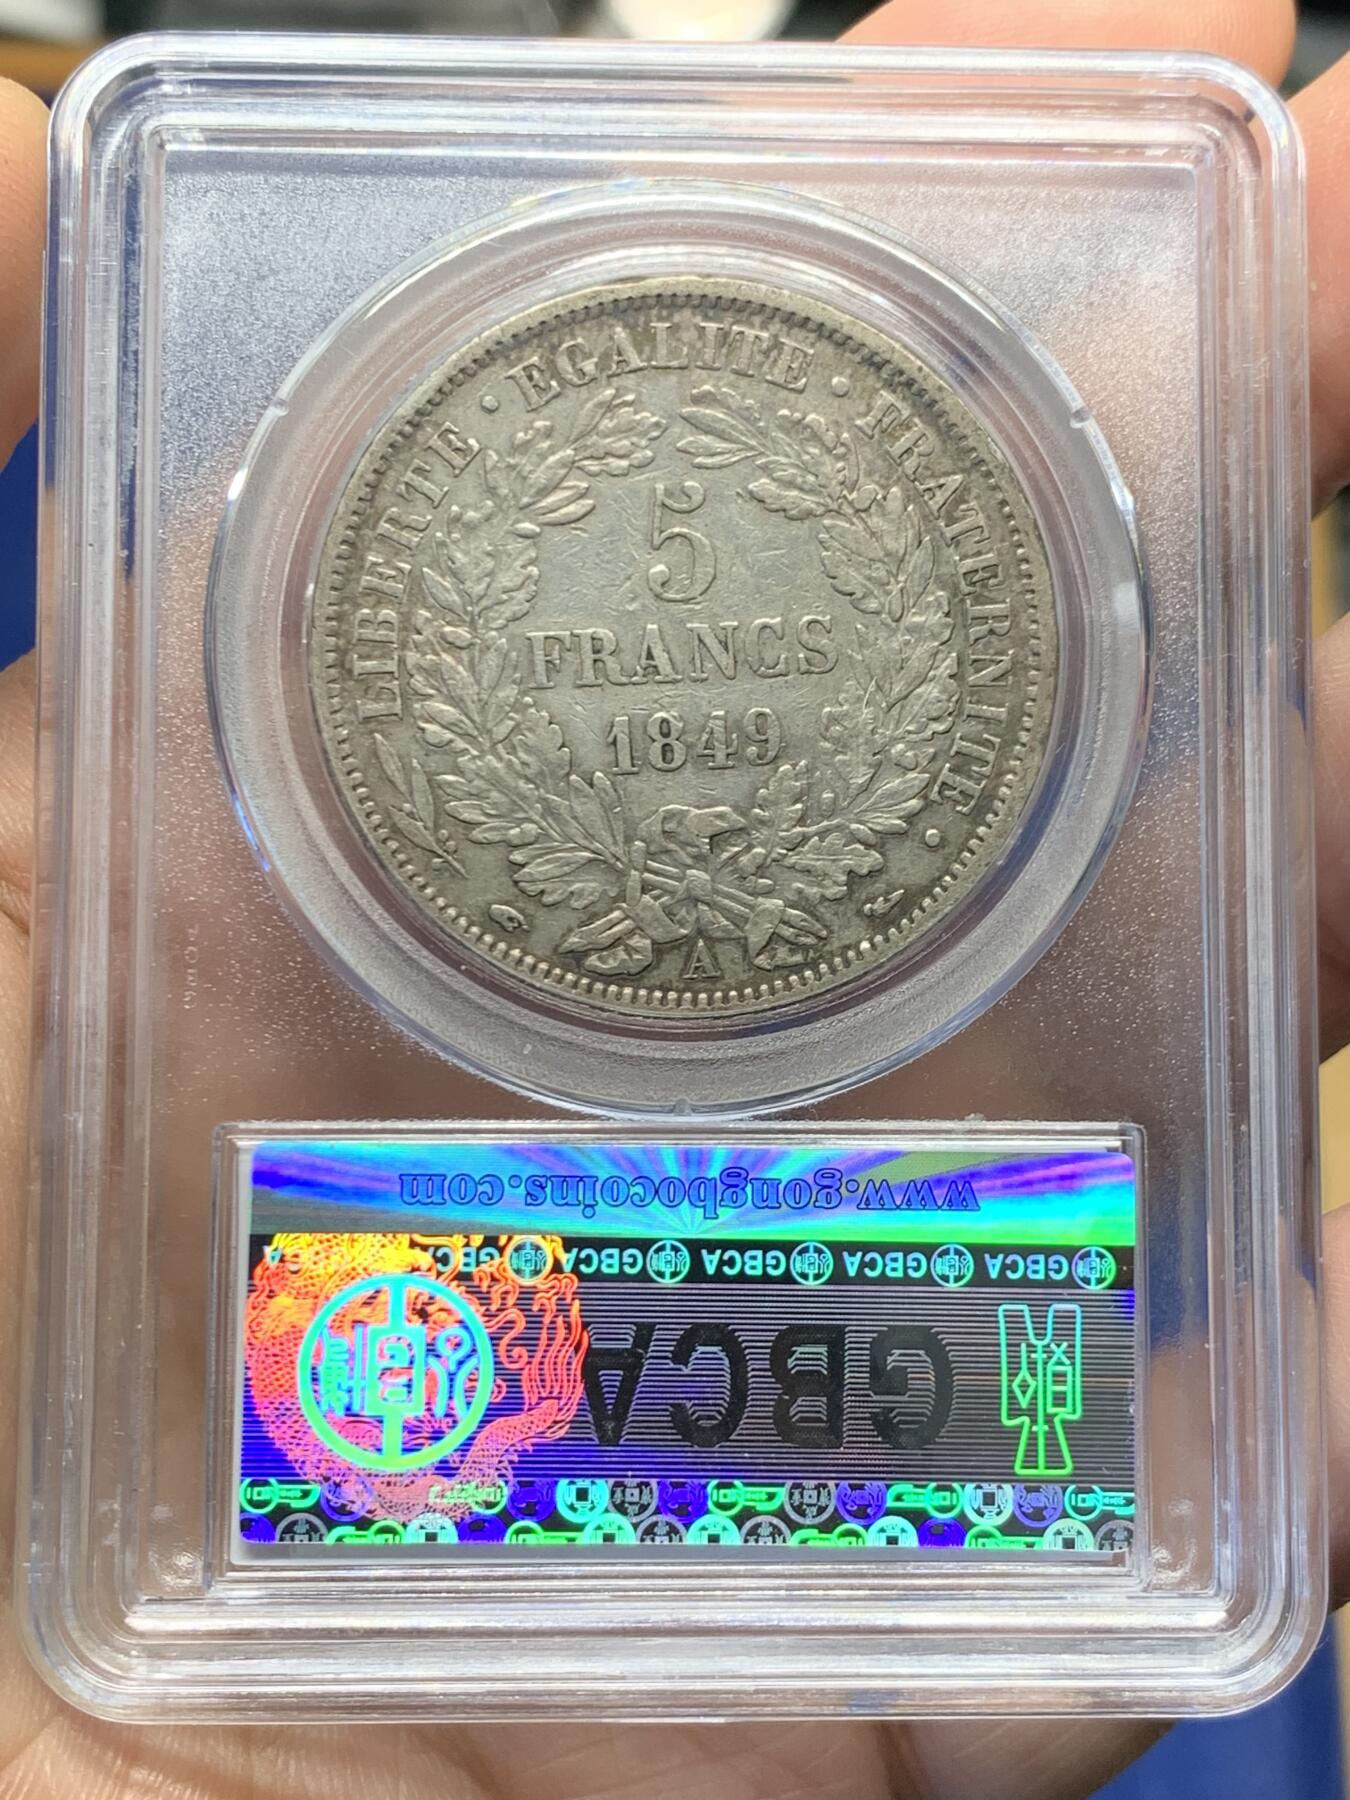 LIBERTE · EGALITE · FRATERNITE ·
5
FRANCS
1849
A
www.gongbocoins.com
GBCA GBCA GBCA GBCA GBCA
GBCA